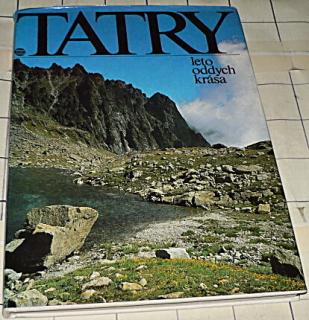 TATRY
leto
oddych
krása